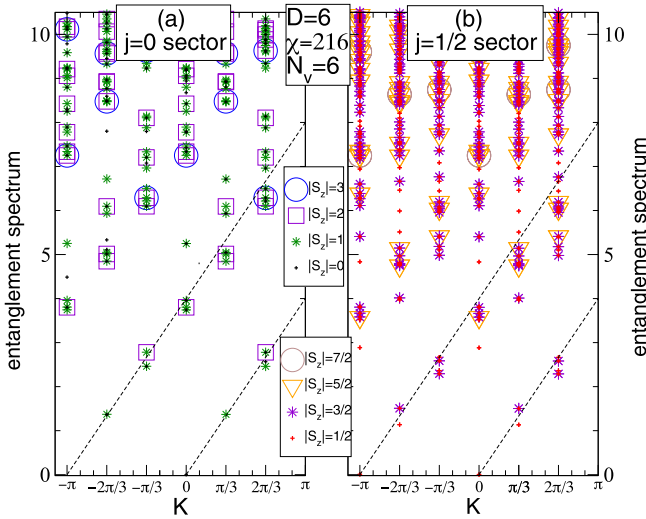 (a)
j=0 sector
D=6
χ=216
N_v=6
(b)
j=1/2 sector
10
5
0
entanglement spectrum
|S_z|=3
|S_z|=2
|S_z|=1
|S_z|=0
|S_z|=7/2
|S_z|=5/2
|S_z|=3/2
|S_z|=1/2
10
5
0
entanglement spectrum
−π −2π/3 −π/3 0 π/3 2π/3 π
K
−π −2π/3 −π/3 0 π/3 2π/3 π
K